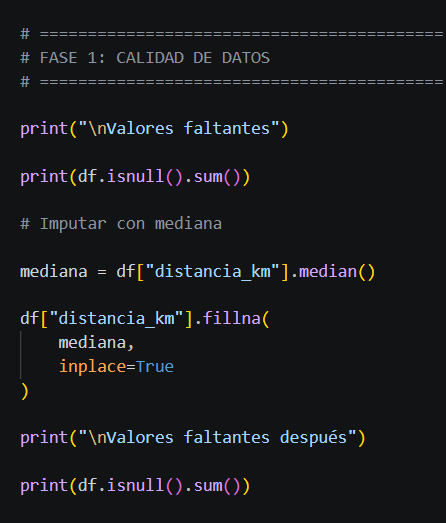 # ==========================================
# FASE 1: CALIDAD DE DATOS
# ==========================================
print("\nValores faltantes")
print(df.isnull().sum())
# Imputar con mediana
mediana = df["distancia_km"].median()
df["distancia_km"].fillna(
    mediana,
    inplace=True
)
print("\nValores faltantes después")
print(df.isnull().sum())